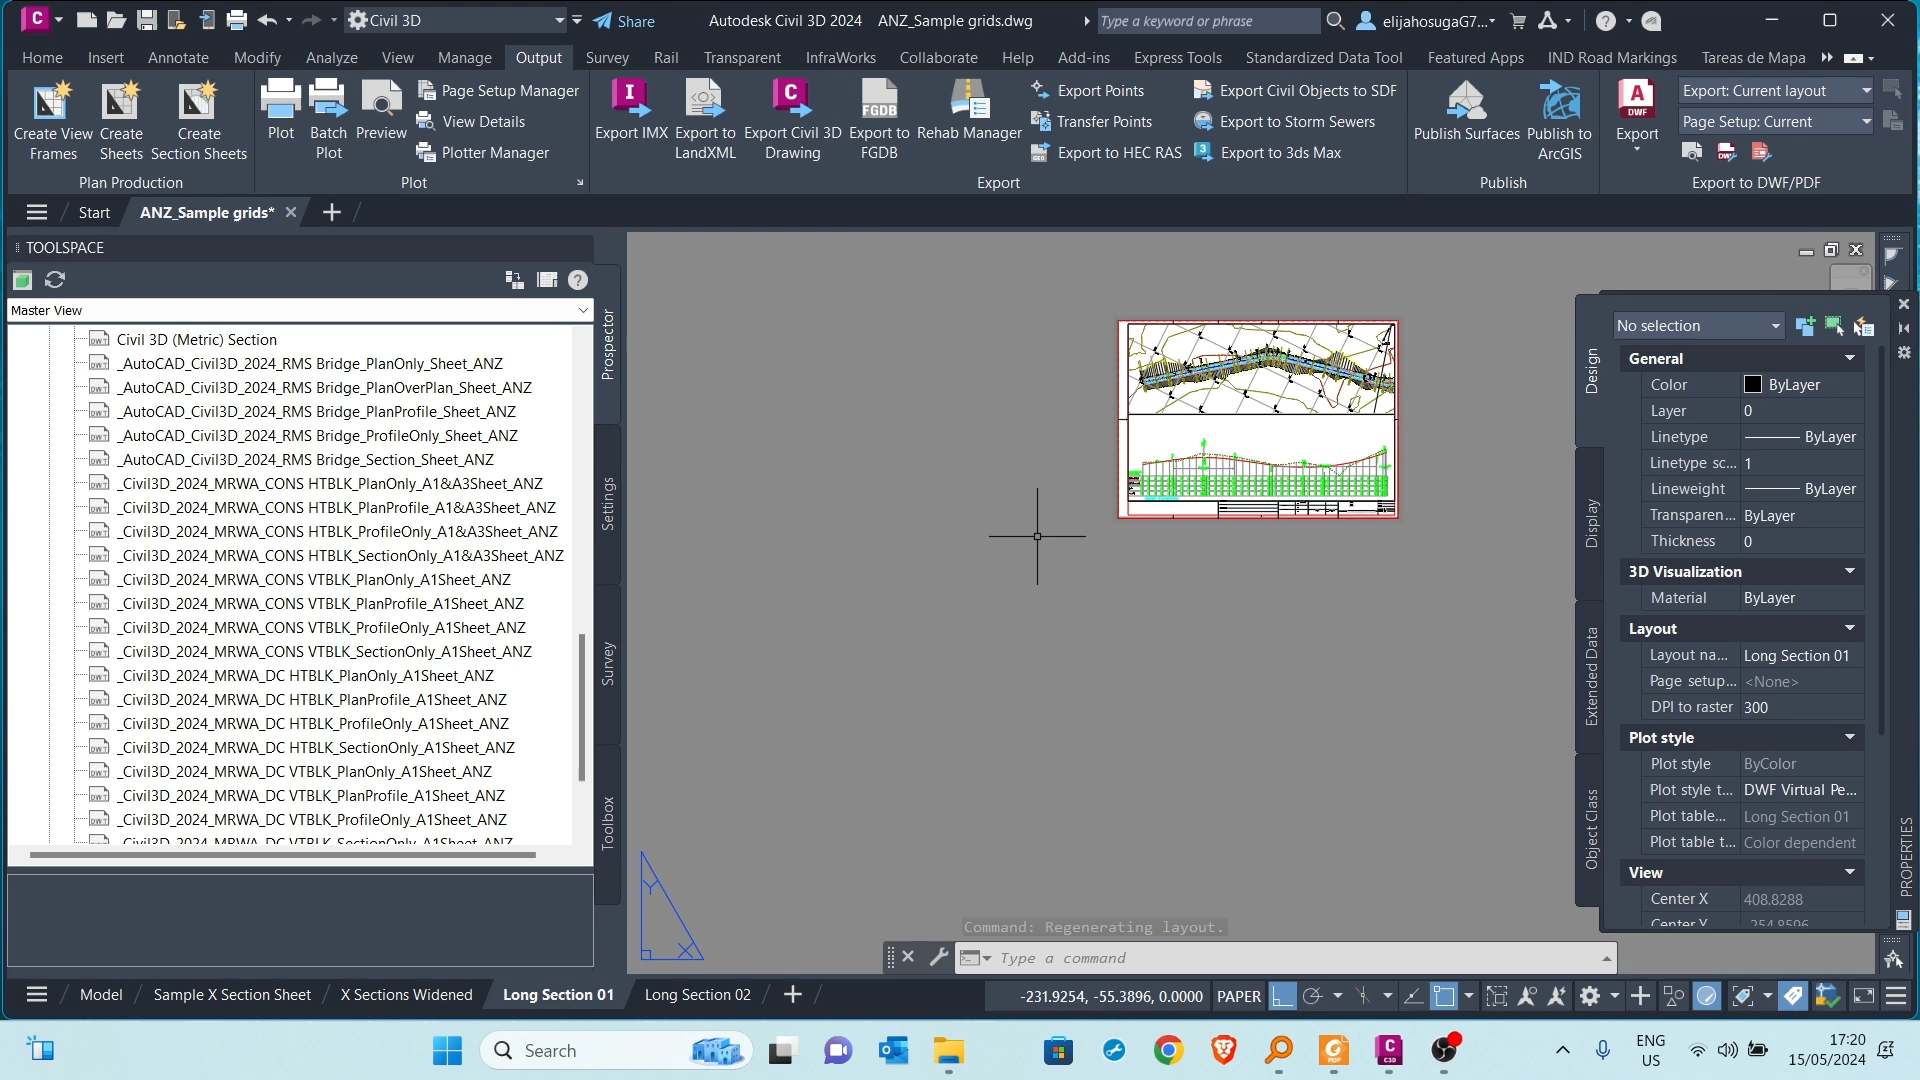 Civil 3D
Share
Autodesk Civil 3D 2024 ANZ_Sample grids.dwg
Type a keyword or phrase
elijahosugaG7...
Home Insert Annotate Modify Analyze View Manage Output Survey Rail Transparent InfraWorks Collaborate Help Add-ins Express Tools Standardized Data Tool Featured Apps IND Road Markings Tareas de Mapa
Create View Frames
Create Sheets
Create Section Sheets
Plan Production
Plot
Batch Plot
Preview
Page Setup Manager
View Details
Plotter Manager
Plot
Export IMX
Export to LandXML
Export Civil 3D Drawing
FGDB
Export to FGDB
Rehab Manager
Export Points
Transfer Points
Export to HEC RAS
Export Civil Objects to SDF
Export to Storm Sewers
Export to 3ds Max
Export
Publish Surfaces
Publish to ArcGIS
Publish
DWF
Export
Export: Current layout
Page Setup: Current
Export to DWF/PDF
Start
ANZ_Sample grids*
TOOLSPACE
Master View
Civil 3D (Metric) Section
_AutoCAD_Civil3D_2024_RMS Bridge_PlanOnly_Sheet_ANZ
_AutoCAD_Civil3D_2024_RMS Bridge_PlanOverPlan_Sheet_ANZ
_AutoCAD_Civil3D_2024_RMS Bridge_PlanProfile_Sheet_ANZ
_AutoCAD_Civil3D_2024_RMS Bridge_ProfileOnly_Sheet_ANZ
_AutoCAD_Civil3D_2024_RMS Bridge_Section_Sheet_ANZ
_Civil3D_2024_MRWA_CONS HTBLK_PlanOnly_A1&A3Sheet_ANZ
_Civil3D_2024_MRWA_CONS HTBLK_PlanProfile_A1&A3Sheet_ANZ
_Civil3D_2024_MRWA_CONS HTBLK_ProfileOnly_A1&A3Sheet_ANZ
_Civil3D_2024_MRWA_CONS HTBLK_SectionOnly_A1&A3Sheet_ANZ
_Civil3D_2024_MRWA_CONS VTBLK_PlanOnly_A1Sheet_ANZ
_Civil3D_2024_MRWA_CONS VTBLK_PlanProfile_A1Sheet_ANZ
_Civil3D_2024_MRWA_CONS VTBLK_ProfileOnly_A1Sheet_ANZ
_Civil3D_2024_MRWA_CONS VTBLK_SectionOnly_A1Sheet_ANZ
_Civil3D_2024_MRWA_DC HTBLK_PlanOnly_A1Sheet_ANZ
_Civil3D_2024_MRWA_DC HTBLK_PlanProfile_A1Sheet_ANZ
_Civil3D_2024_MRWA_DC HTBLK_ProfileOnly_A1Sheet_ANZ
_Civil3D_2024_MRWA_DC HTBLK_SectionOnly_A1Sheet_ANZ
_Civil3D_2024_MRWA_DC VTBLK_PlanOnly_A1Sheet_ANZ
_Civil3D_2024_MRWA_DC VTBLK_PlanProfile_A1Sheet_ANZ
_Civil3D_2024_MRWA_DC VTBLK_ProfileOnly_A1Sheet_ANZ
_Civil3D_2024_MRWA_DC VTBLK_SectionOnly_A1Sheet_ANZ
Prospector
Settings
Survey
Toolbox
Y
X
Command: Regenerating layout.
Type a command
Design
Display
Extended Data
Object Class
No selection
General
Color ByLayer
Layer 0
Linetype ByLayer
Linetype sc... 1
Lineweight ByLayer
Transparen... ByLayer
Thickness 0
3D Visualization
Material ByLayer
Layout
Layout na... Long Section 01
Page setup... <None>
DPI to raster 300
Plot style
Plot style ByColor
Plot style t... DWF Virtual Pe...
Plot table... Long Section 01
Plot table t... Color dependent
View
Center X 408.8288
Center Y -254.8596
PROPERTIES
Model
Sample X Section Sheet
X Sections Widened
Long Section 01
Long Section 02
-231.9254, -55.3896, 0.0000
PAPER
Search
ENG
US
17:20
15/05/2024